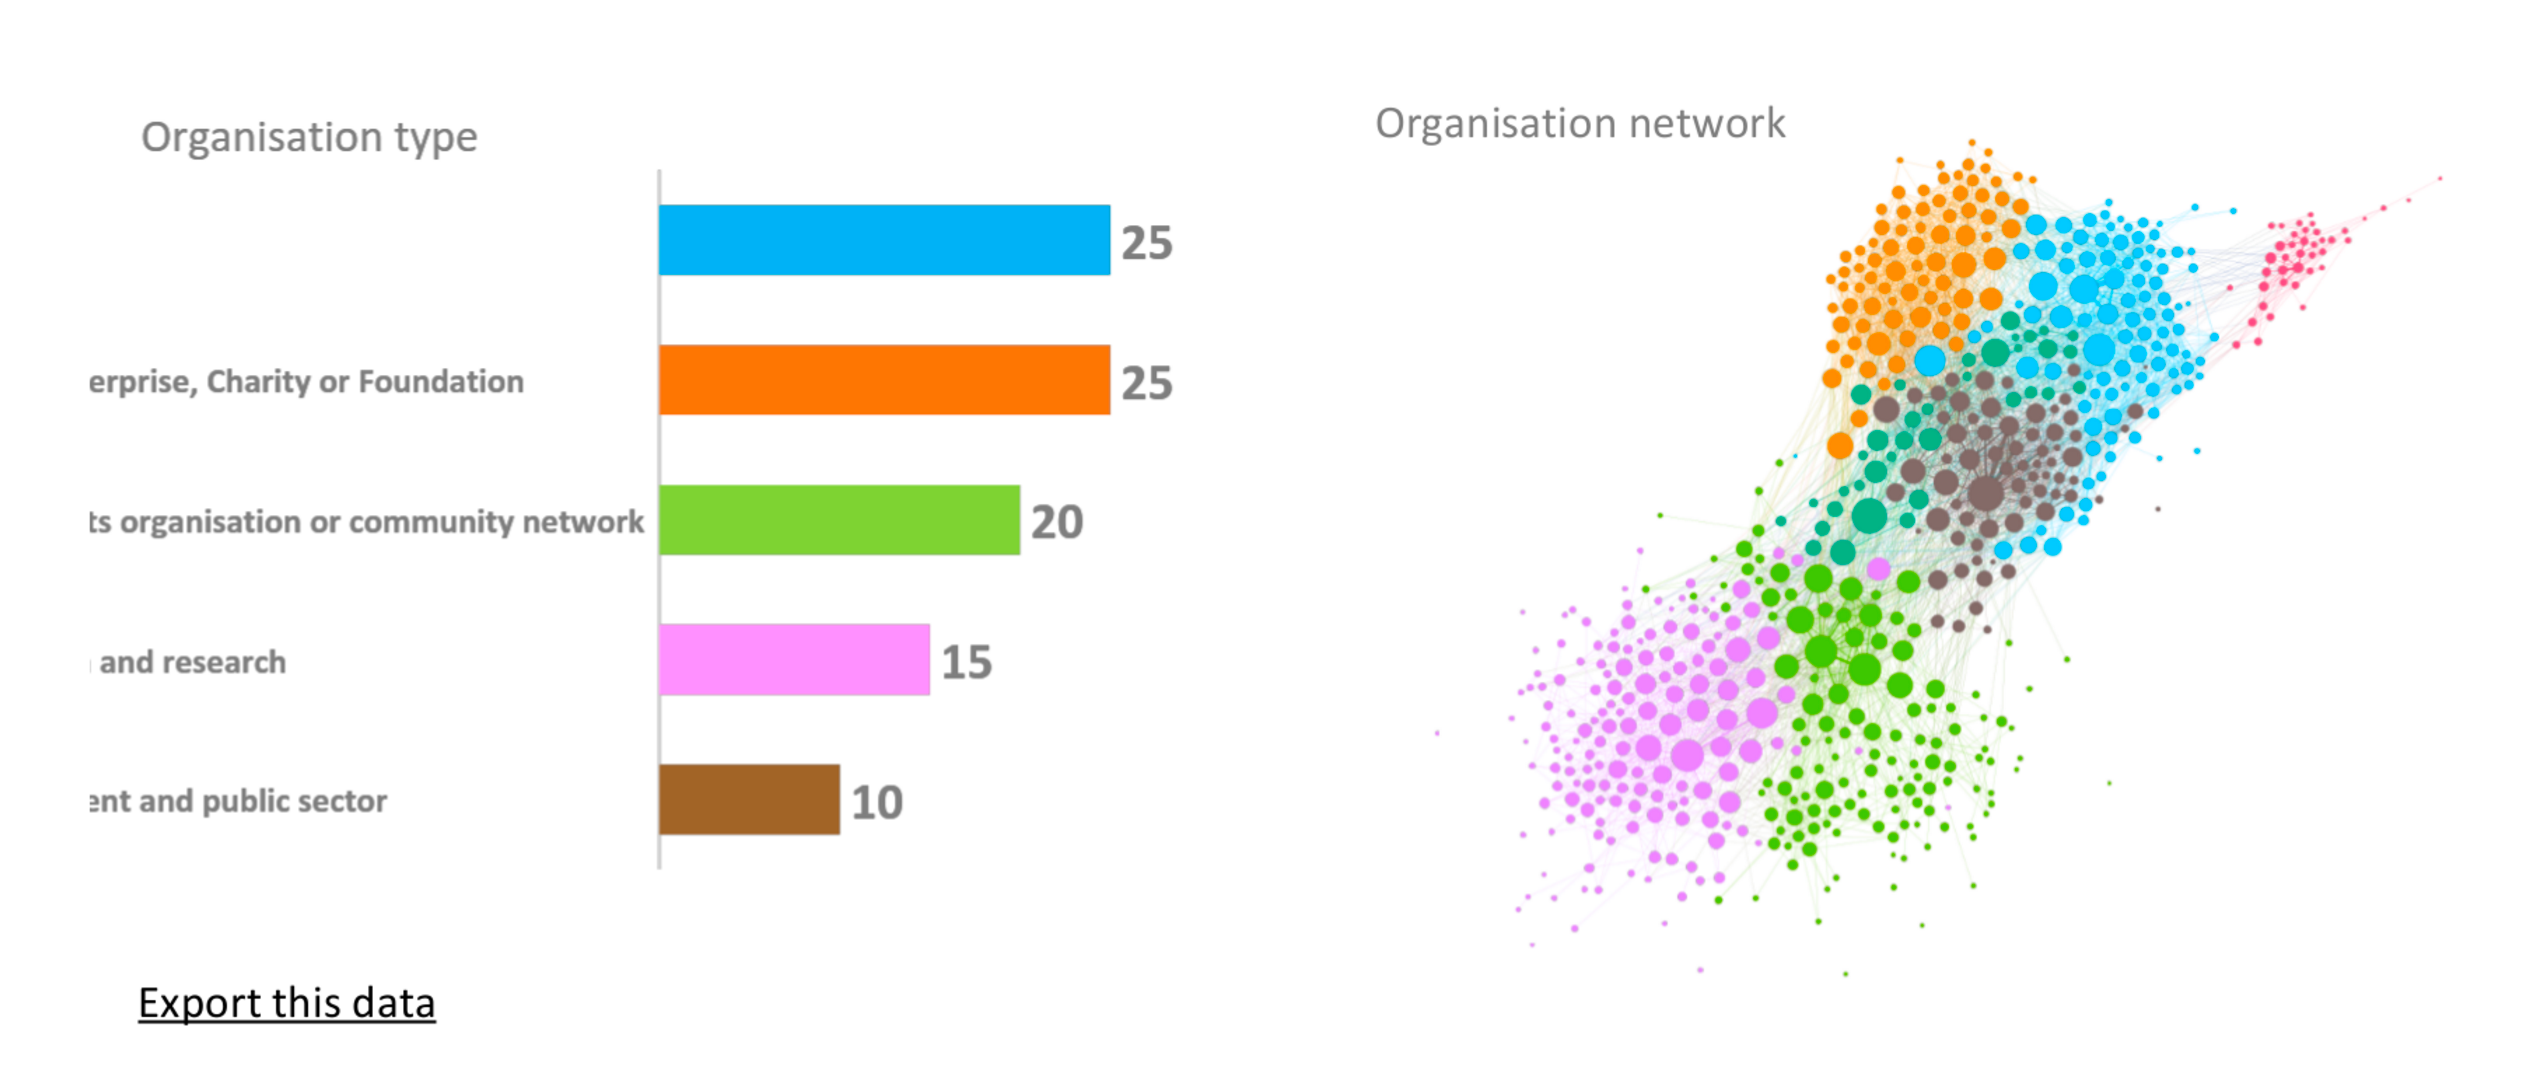 Organisation type
25
erprise, Charity or Foundation
25
ts organisation or community network
20
and research
15
ent and public sector
10
Export this data
Organisation network